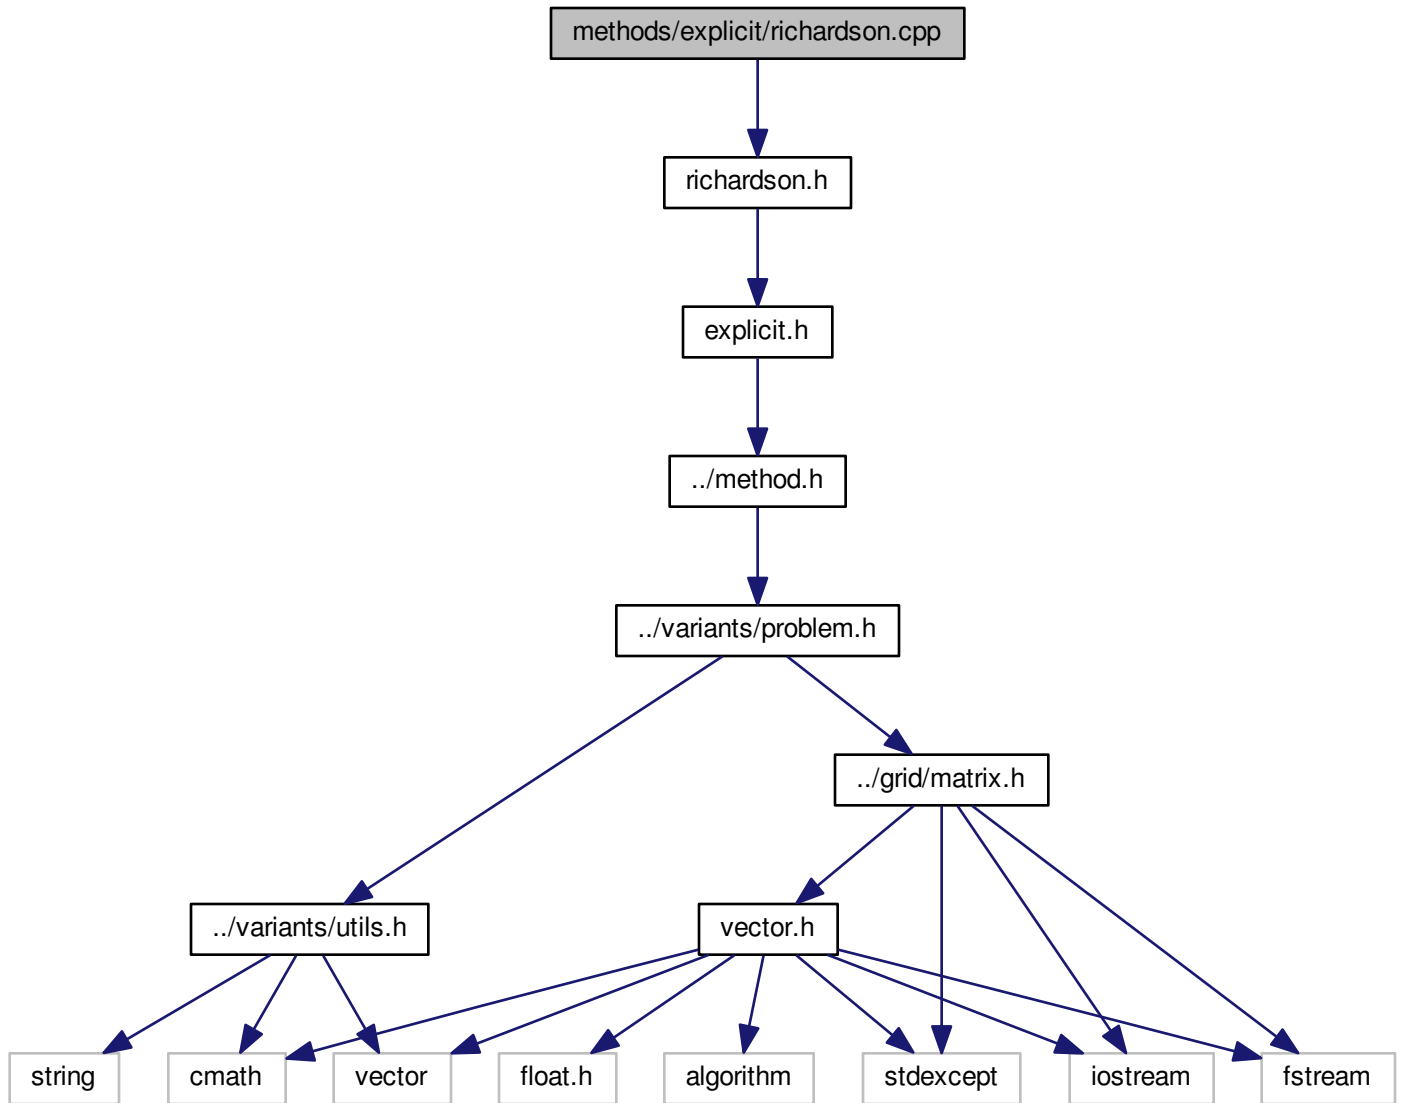 methods/explicit/richardson.cpp
richardson.h
explicit.h
../method.h
../variants/problem.h
../grid/matrix.h
../variants/utils.h
vector.h
string
cmath
vector
float.h
algorithm
stdexcept
iostream
fstream